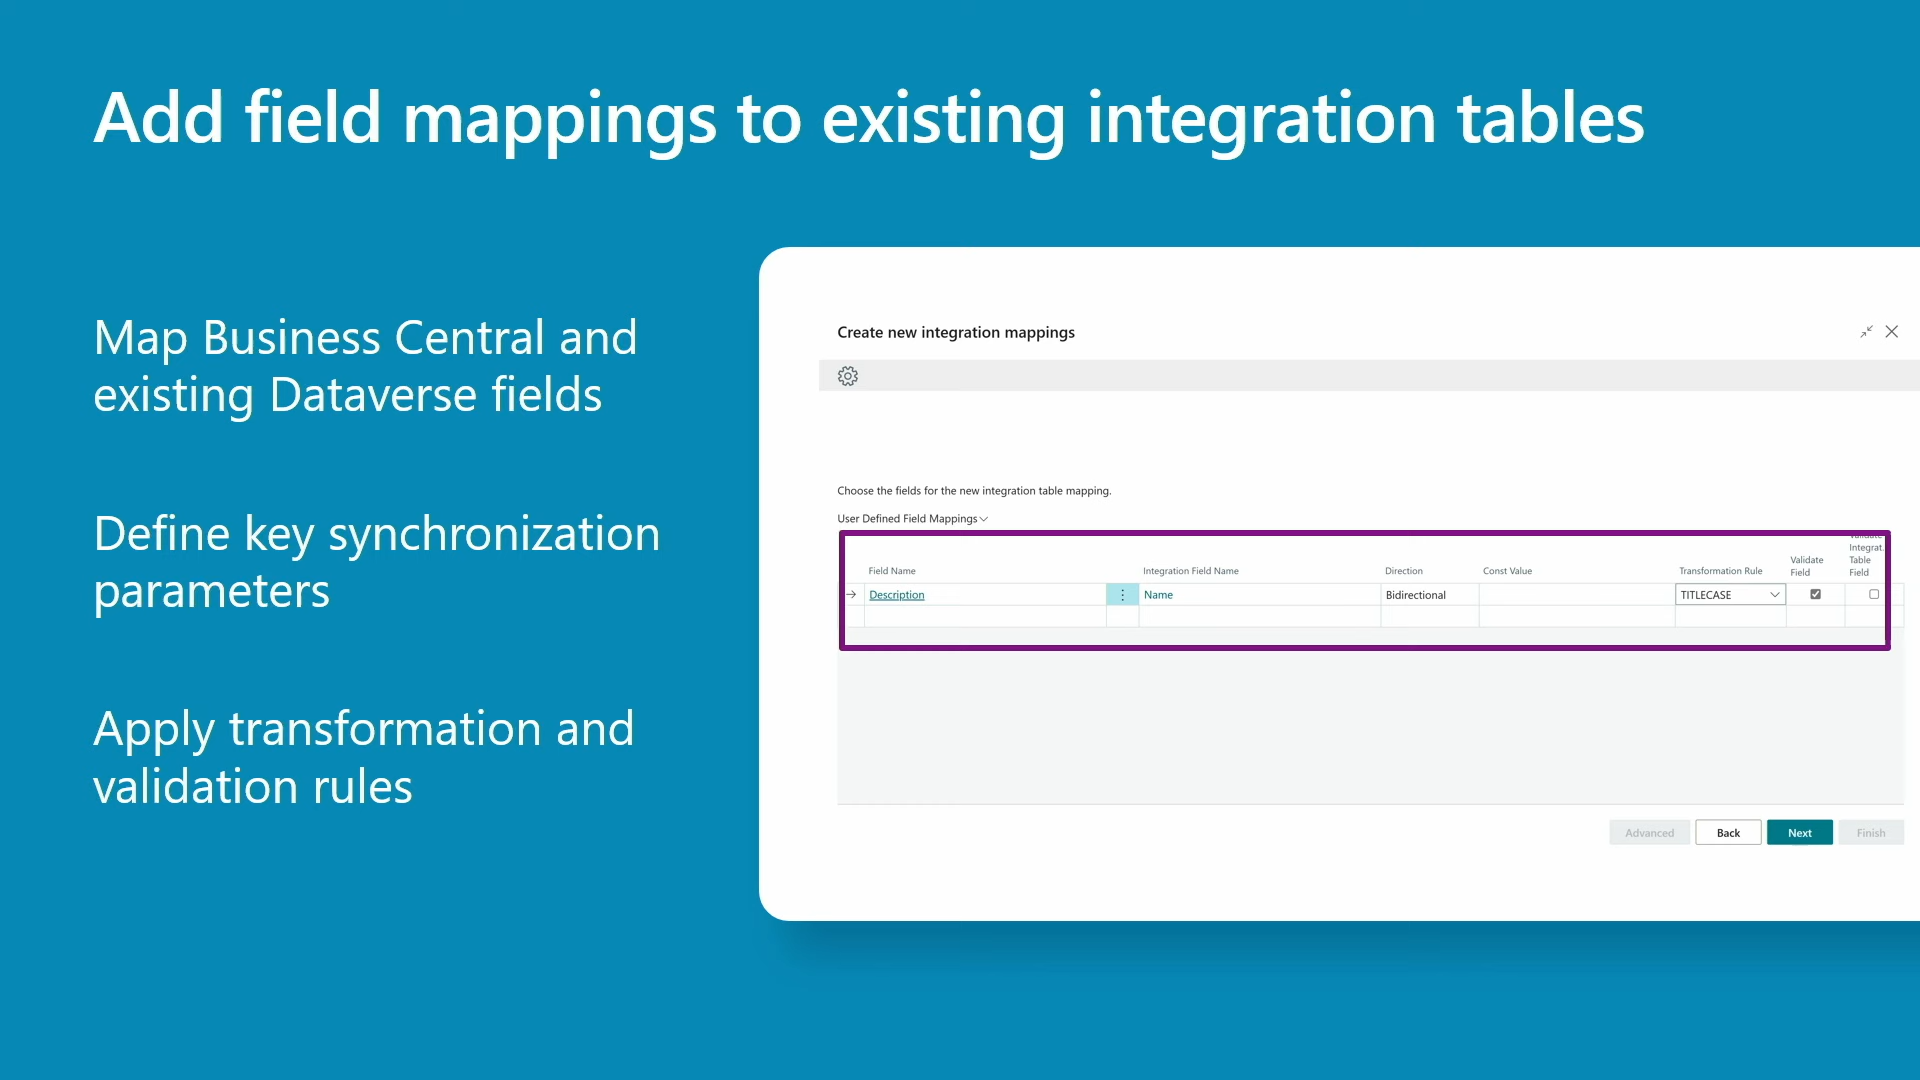 Add field mappings to existing integration tables
Map Business Central and
existing Dataverse fields
Define key synchronization
parameters
Apply transformation and
validation rules
Create new integration mappings
Choose the fields for the new integration table mapping.
User Defined Field Mappings
Field Name
Integration Field Name
Direction
Const Value
Transformation Rule
Validate
Field
Validate
Integrat.
Table
Field
Description
Name
Bidirectional
TITLECASE
Advanced
Back
Next
Finish